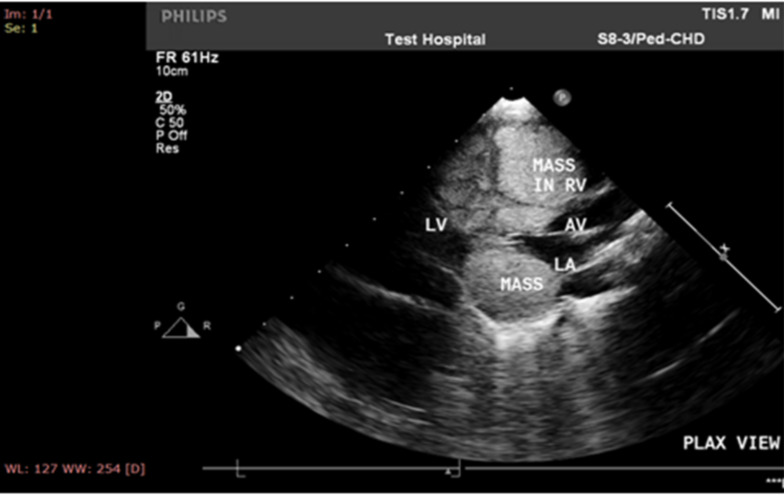 Im: 1/1
Se: 1
PHILIPS
TIS1.7 MI
Test Hospital
S8-3/Ped-CHD
FR 61Hz
10cm
2D
50%
C 50
P Off
Res
P
MASS
IN RV
LV
AV
LA
MASS
G
P R
PLAX VIEW
WL: 127 WW: 254 [D]